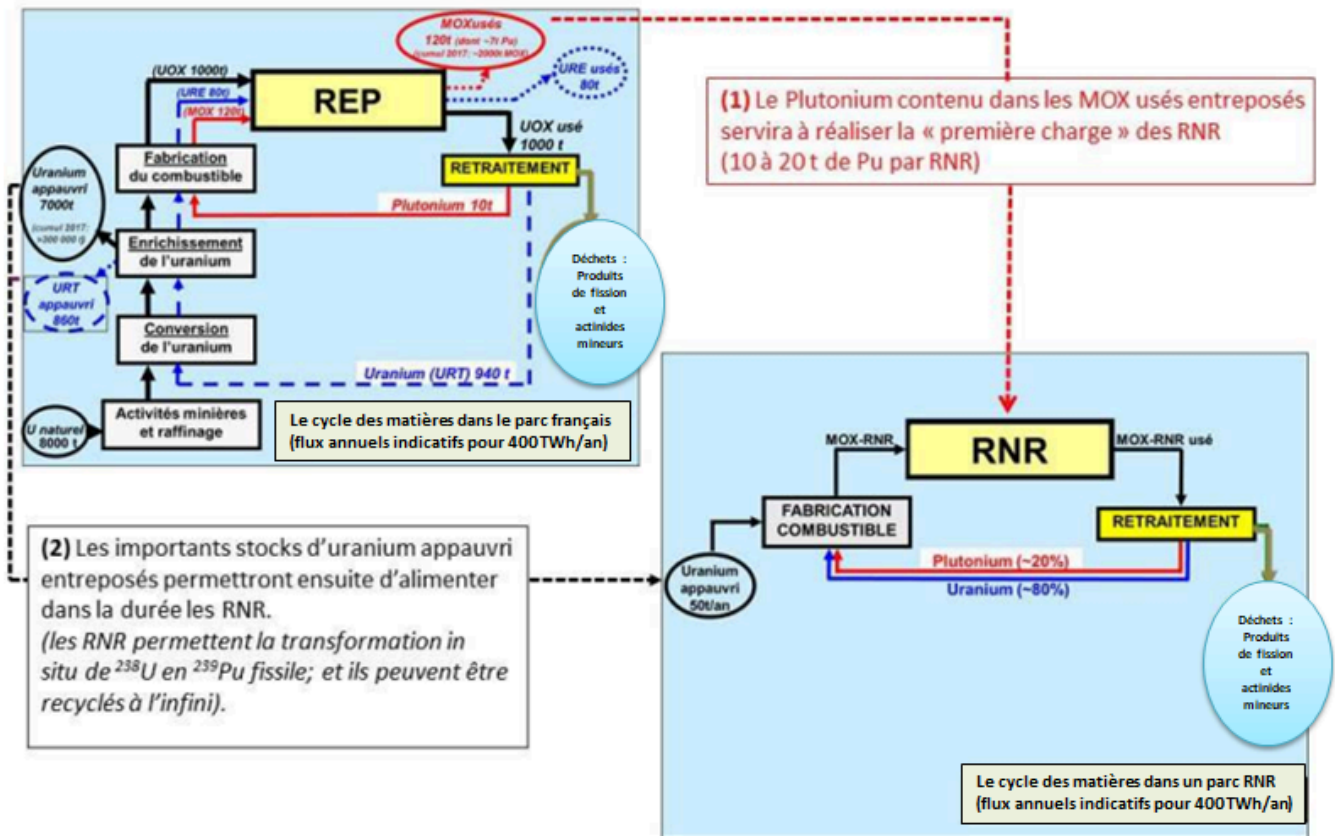 MOXusés
120t (dont ~7t Pu)
(cumul 2017: ~2000t MOX)
(UOX 1000t)
(URE 80t)
(MOX 120t)
REP
URE usés
80t
UOX usé
1000 t
Fabrication
du combustible
RETRAITEMENT
Uranium
appauvri
7000t
(cumul 2017:
>300 000 t)
Plutonium 10t
Enrichissement
de l'uranium
URT
appauvri
860t
Déchets :
Produits
de fission
et
actinides
mineurs
Conversion
de l'uranium
Uranium (URT) 940 t
U naturel
8000 t
Activités minières
et raffinage
Le cycle des matières dans le parc français
(flux annuels indicatifs pour 400TWh/an)
(1) Le Plutonium contenu dans les MOX usés entreposés
servira à réaliser la « première charge » des RNR
(10 à 20 t de Pu par RNR)
(2) Les importants stocks d'uranium appauvri
entreposés permettront ensuite d'alimenter
dans la durée les RNR.
(les RNR permettent la transformation in
situ de ²³⁸U en ²³⁹Pu fissile; et ils peuvent être
recyclés à l'infini).
MOX-RNR
RNR
MOX-RNR usé
FABRICATION
COMBUSTIBLE
RETRAITEMENT
Plutonium (~20%)
Uranium (~80%)
Uranium
appauvri
50t/an
Déchets :
Produits
de fission
et
actinides
mineurs
Le cycle des matières dans un parc RNR
(flux annuels indicatifs pour 400TWh/an)